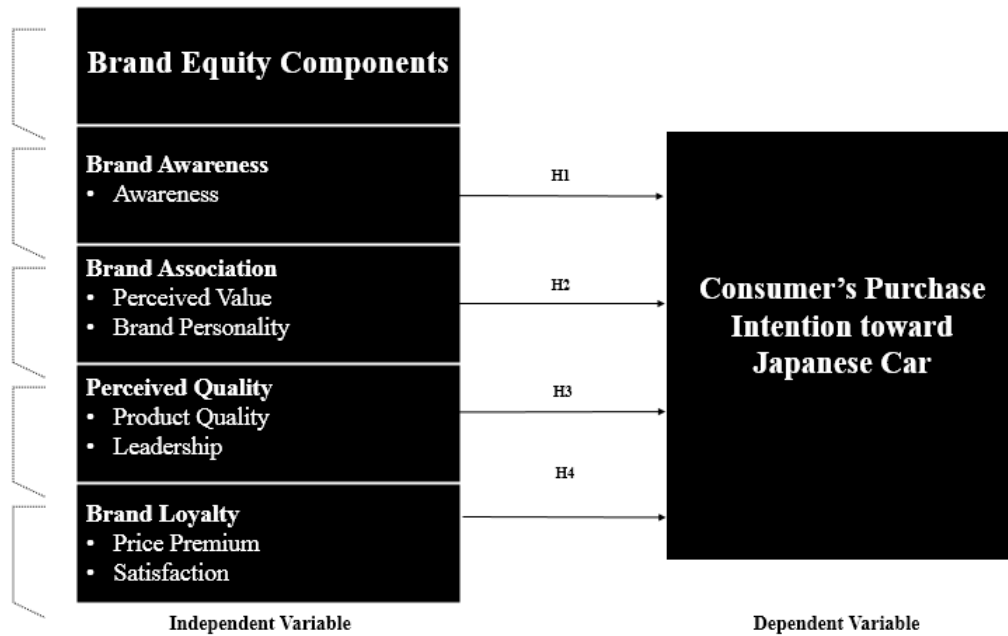 Brand Equity Components
Brand Awareness
• Awareness
H1
Brand Association
• Perceived Value
• Brand Personality
H2
Perceived Quality
• Product Quality
• Leadership
H3
Brand Loyalty
• Price Premium
• Satisfaction
H4
Consumer’s Purchase
Intention toward
Japanese Car
Independent Variable
Dependent Variable